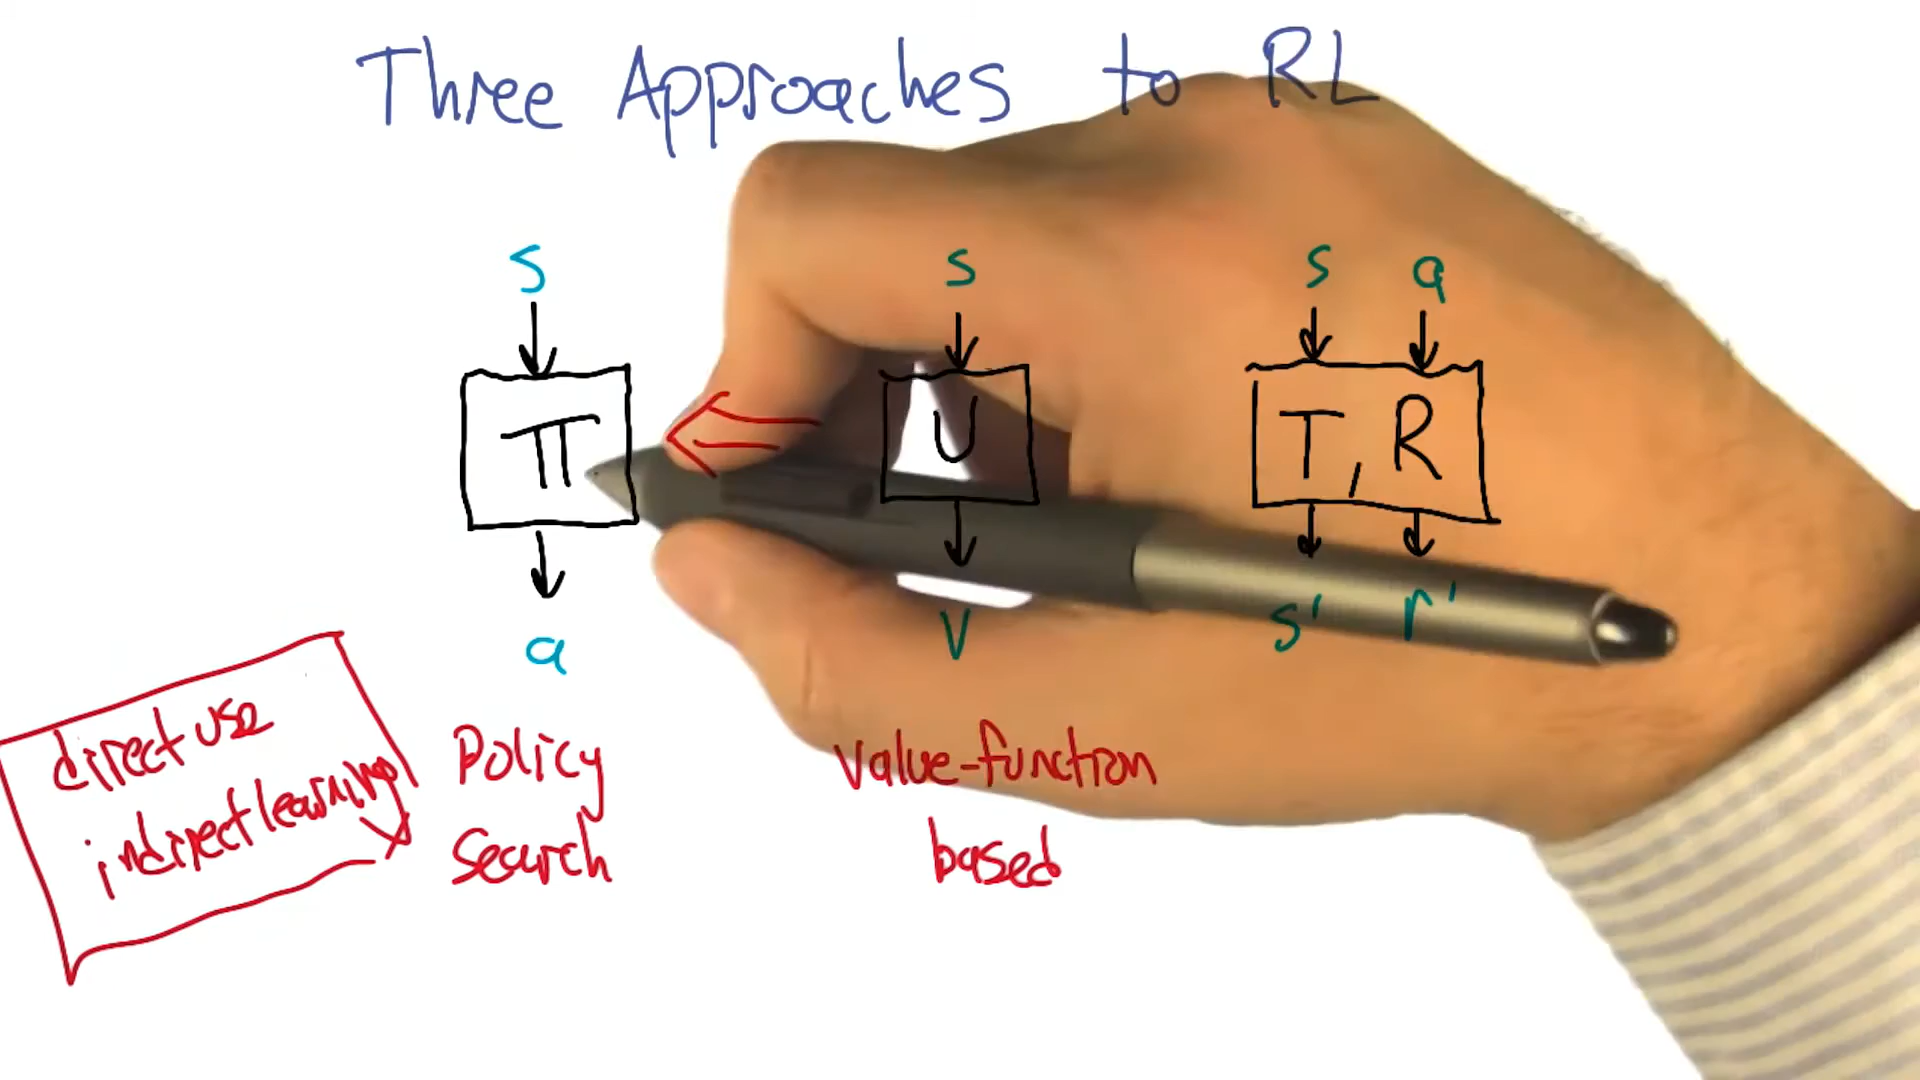 Three Approaches to RL
s s s a
π U T, R
a v s' r'
direct use
indirect learning
Policy
Search
value-function
based